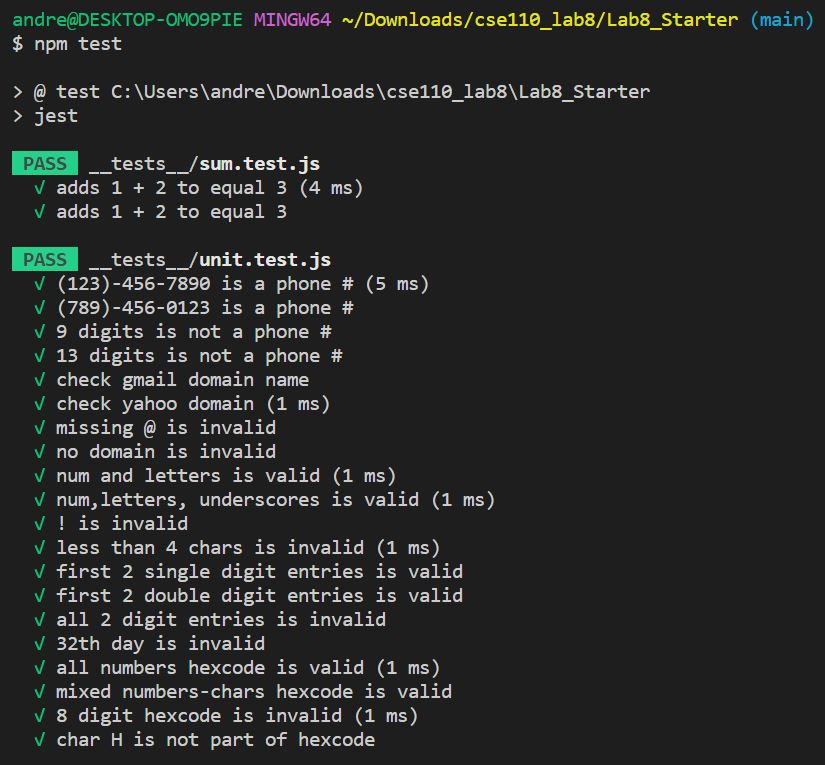 andre@DESKTOP-OMO9PIE MINGW64 ~/Downloads/cse110_lab8/Lab8_Starter (main)
$ npm test
> @ test C:\Users\andre\Downloads\cse110_lab8\Lab8_Starter
> jest
PASS __tests__/sum.test.js
√ adds 1 + 2 to equal 3 (4 ms)
√ adds 1 + 2 to equal 3
PASS __tests__/unit.test.js
√ (123)-456-7890 is a phone # (5 ms)
√ (789)-456-0123 is a phone #
√ 9 digits is not a phone #
√ 13 digits is not a phone #
√ check gmail domain name
√ check yahoo domain (1 ms)
√ missing @ is invalid
√ no domain is invalid
√ num and letters is valid (1 ms)
√ num,letters, underscores is valid (1 ms)
√ ! is invalid
√ less than 4 chars is invalid (1 ms)
√ first 2 single digit entries is valid
√ first 2 double digit entries is valid
√ all 2 digit entries is invalid
√ 32th day is invalid
√ all numbers hexcode is valid (1 ms)
√ mixed numbers-chars hexcode is valid
√ 8 digit hexcode is invalid (1 ms)
√ char H is not part of hexcode